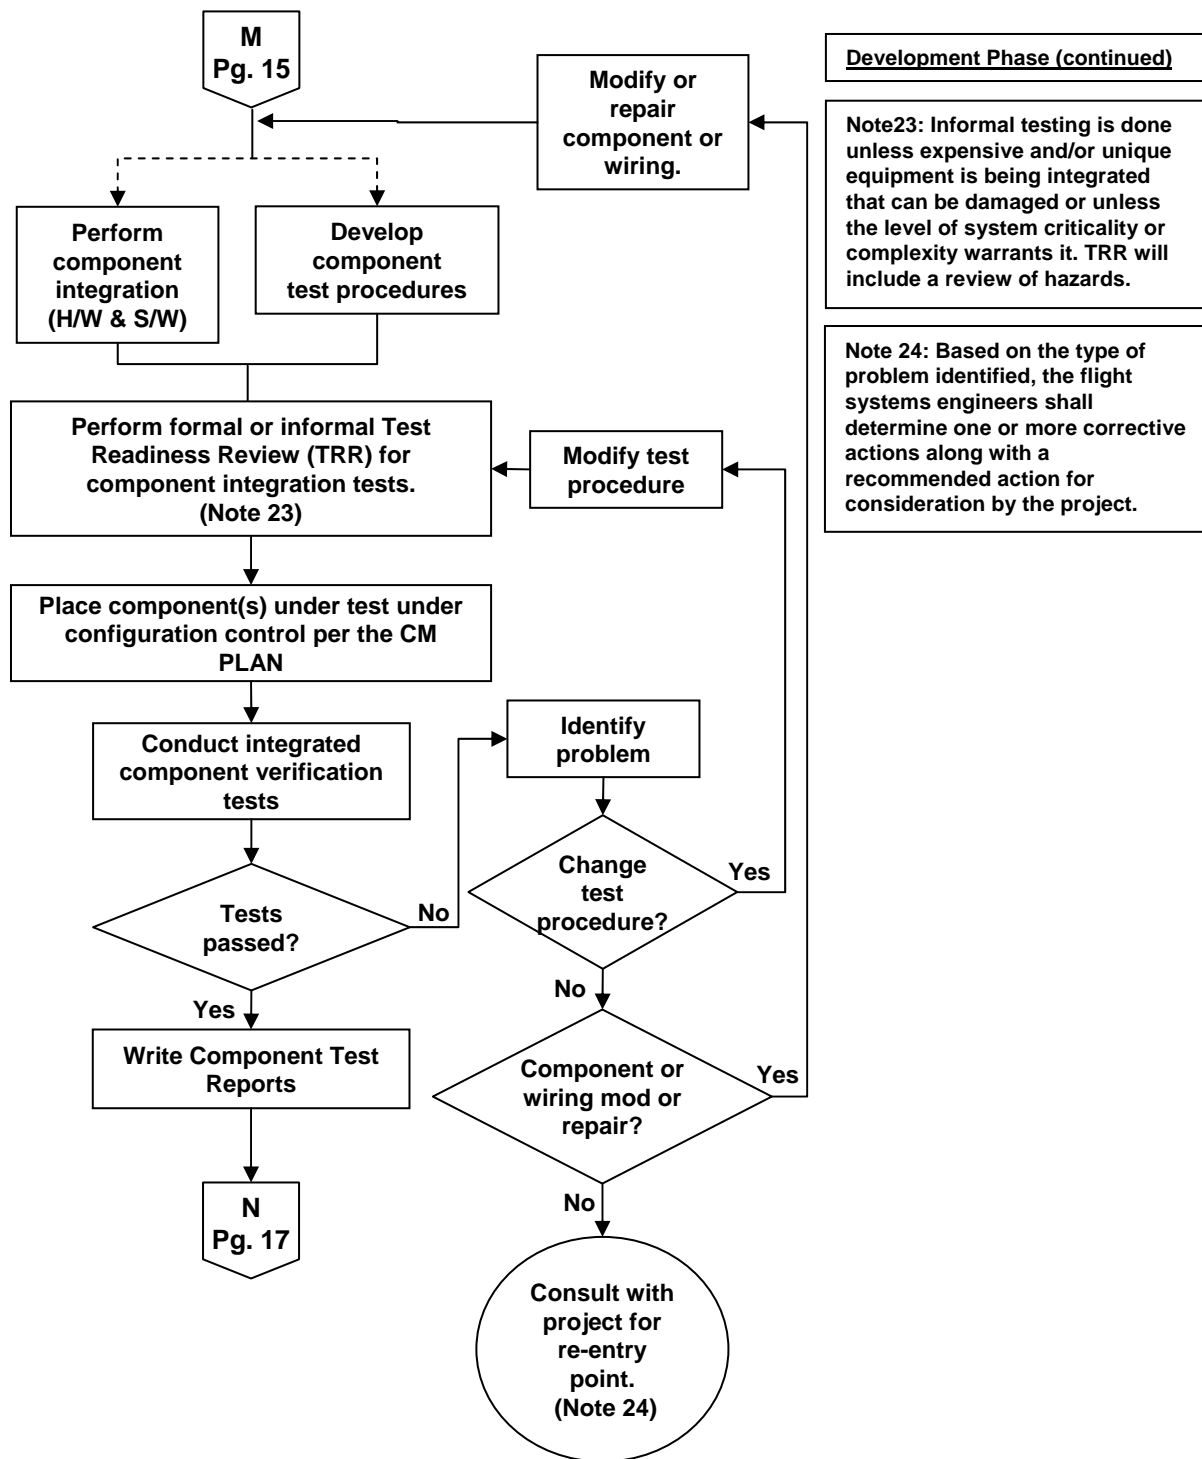 M
Pg. 15
Modify or
repair
component or
wiring.
Development Phase (continued)
Note23: Informal testing is done
unless expensive and/or unique
equipment is being integrated
that can be damaged or unless
the level of system criticality or
complexity warrants it. TRR will
include a review of hazards.
Perform
component
integration
(H/W & S/W)
Develop
component
test procedures
Note 24: Based on the type of
problem identified, the flight
systems engineers shall
determine one or more corrective
actions along with a
recommended action for
consideration by the project.
Perform formal or informal Test
Readiness Review (TRR) for
component integration tests.
(Note 23)
Modify test
procedure
Place component(s) under test under
configuration control per the CM
PLAN
Conduct integrated
component verification
tests
Identify
problem
Tests
passed?
No
Change
test
procedure?
Yes
No
Yes
Write Component Test
Reports
Component or
wiring mod or
repair?
Yes
No
N
Pg. 17
Consult with
project for
re-entry
point.
(Note 24)